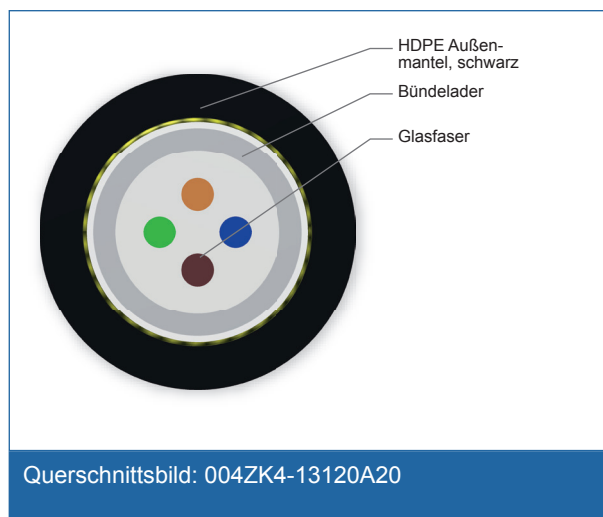 HDPE Außen-
mantel, schwarz
Bündelader
Glasfaser
Querschnittsbild: 004ZK4-13120A20